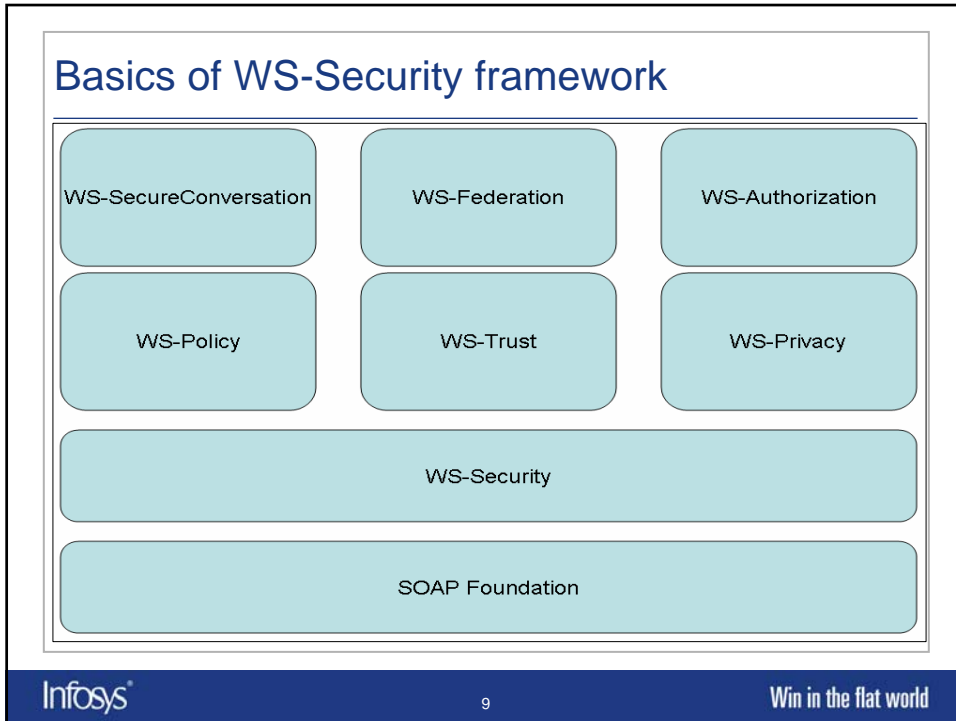 Basics of WS-Security framework
WS-SecureConversation
WS-Federation
WS-Authorization
WS-Policy
WS-Trust
WS-Privacy
WS-Security
SOAP Foundation
Infosys®
9
Win in the flat world